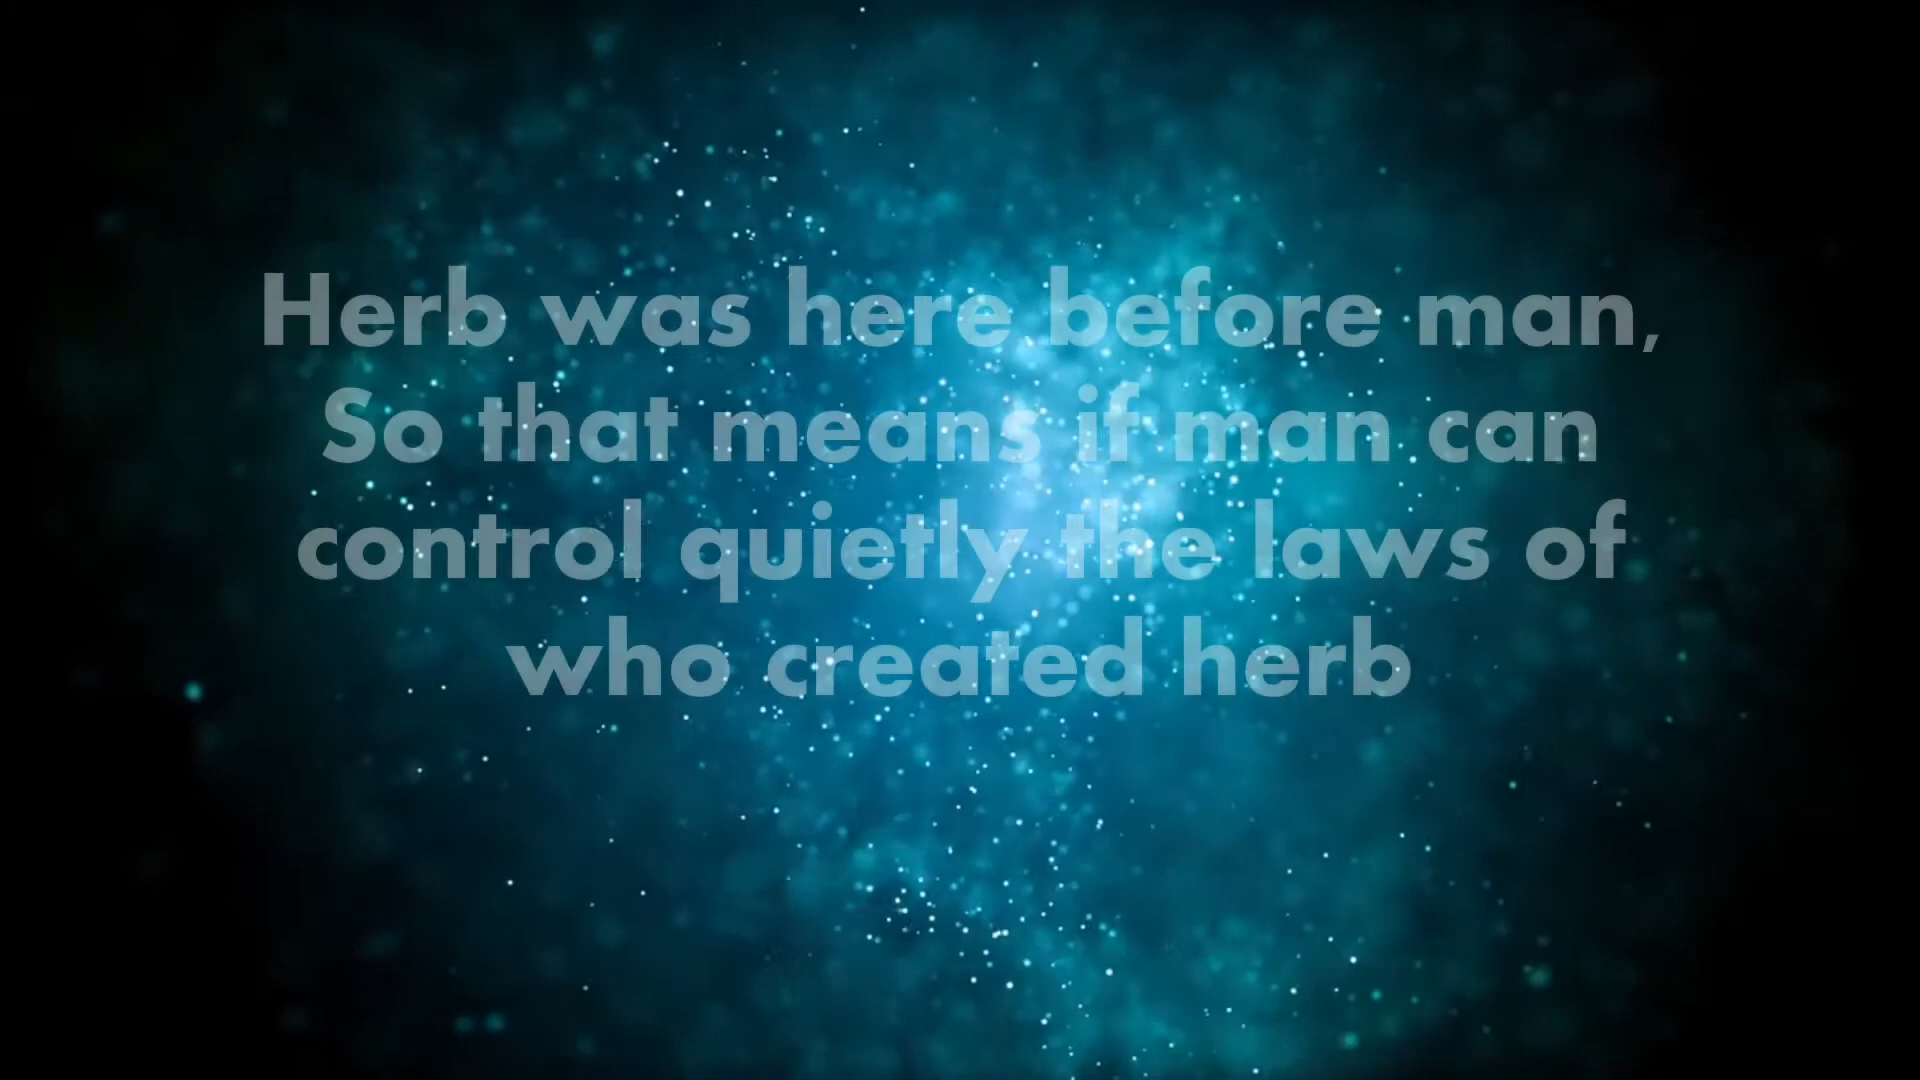 Herb was here before man,
So that means if man can
control quietly the laws of
who created herb